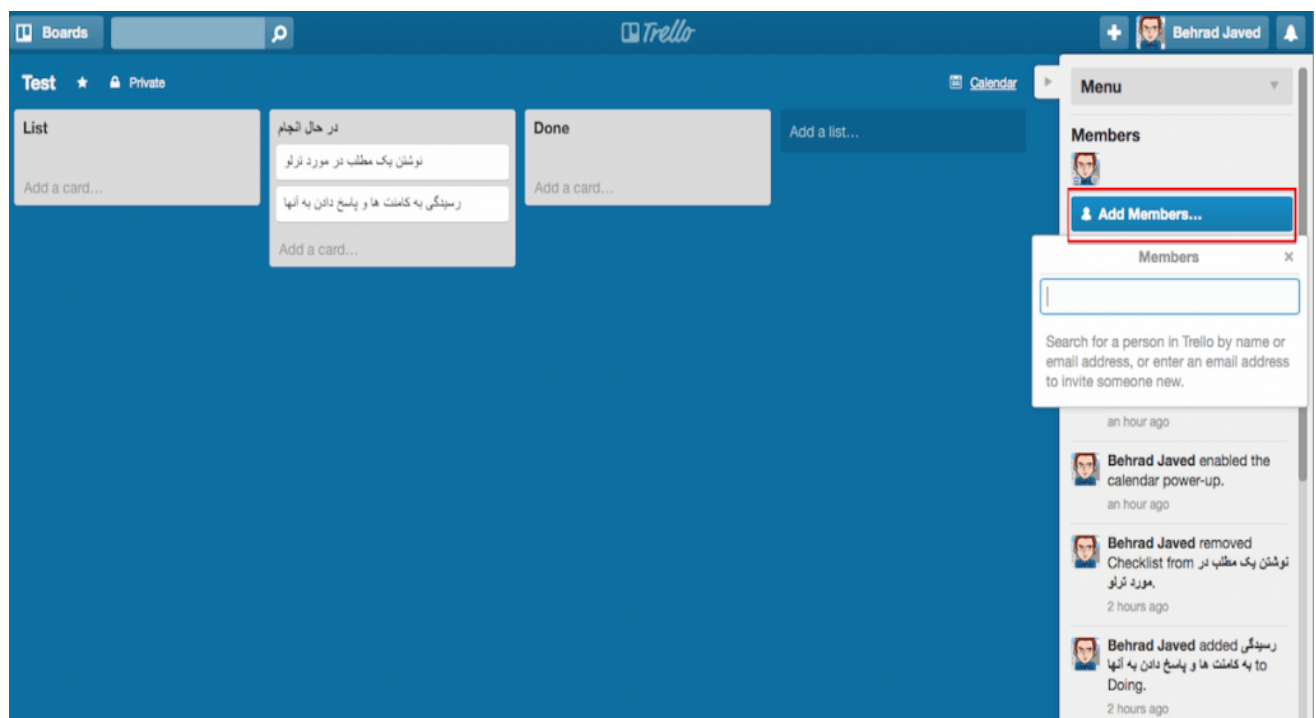 Boards
Trello
Behrad Javed
Test
Private
Calendar
List
Add a card...
در حال انجام
نوشتن یک مطلب در مورد ترلو
رسیدگی به کامنت ها و پاسخ دادن به آنها
Add a card...
Done
Add a card...
Add a list...
Menu
Members
Add Members...
Members
Search for a person in Trello by name or
email address, or enter an email address
to invite someone new.
an hour ago
Behrad Javed enabled the
calendar power-up.
an hour ago
Behrad Javed removed
Checklist from نوشتن یک مطلب در
مورد ترلو.
2 hours ago
Behrad Javed added رسیدگی
به کامنت ها و پاسخ دادن به آنها to
Doing.
2 hours ago